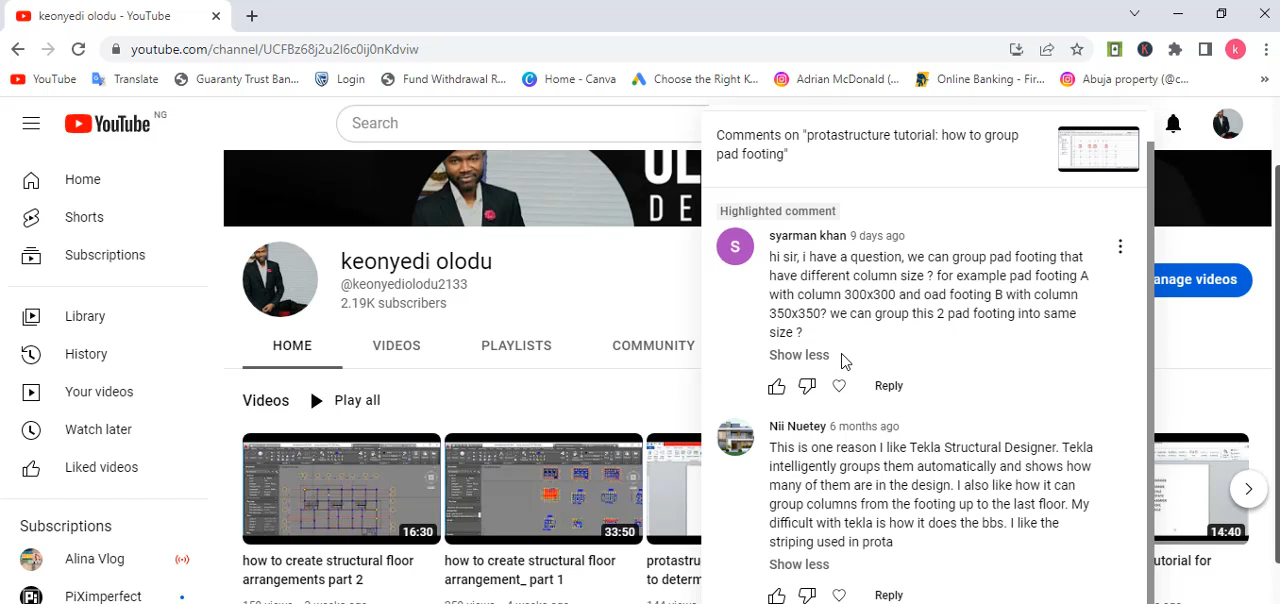 keonyedi olodu - YouTube
youtube.com/channel/UCFBz68j2u2I6c0ij0nKdviw
K
k
YouTube
Translate
Guaranty Trust Ban...
Login
Fund Withdrawal R...
Home - Canva
Choose the Right K...
Adrian McDonald (...
Online Banking - Fir...
Abuja property (@c...
»
YouTube NG
Search
Home
Shorts
Subscriptions
Library
History
Your videos
Watch later
Liked videos
Subscriptions
Alina Vlog
PiXimperfect
DE
keonyedi olodu
@keonyediolodu2133
2.19K subscribers
anage videos
HOME
VIDEOS
PLAYLISTS
COMMUNITY
Videos
Play all
16:30
33:50
14:40
how to create structural floor
arrangements part 2
how to create structural floor
arrangement_ part 1
protastru
to determ
utorial for
Comments on "protastructure tutorial: how to group
pad footing"
Highlighted comment
S
syarman khan 9 days ago
hi sir, i have a question, we can group pad footing that
have different column size ? for example pad footing A
with column 300x300 and oad footing B with column
350x350? we can group this 2 pad footing into same
size ?
Show less
Reply
Nii Nuetey 6 months ago
This is one reason I like Tekla Structural Designer. Tekla
intelligently groups them automatically and shows how
many of them are in the design. I also like how it can
group columns from the footing up to the last floor. My
difficult with tekla is how it does the bbs. I like the
striping used in prota
Show less
Reply